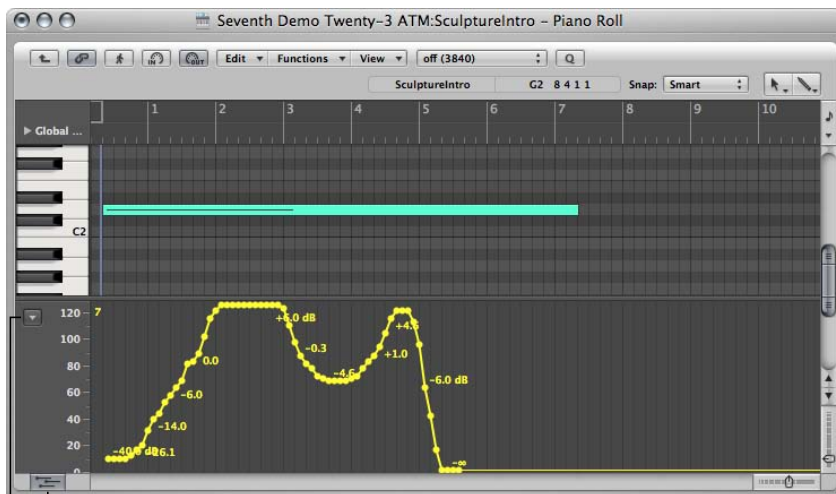 Seventh Demo Twenty-3 ATM:SculptureIntro – Piano Roll
IN OUT Edit Functions View off (3840) Q
SculptureIntro G2 8 4 1 1 Snap: Smart
Global ...
1 2 3 4 5 6 7 8 9 10
C2
7
120
100
80
60
40
20
0
+6.0 dB
+4.5
-0.3
+1.0
0.0
-4.6
-6.0 dB
-6.0
-14.0
-26.1
-∞